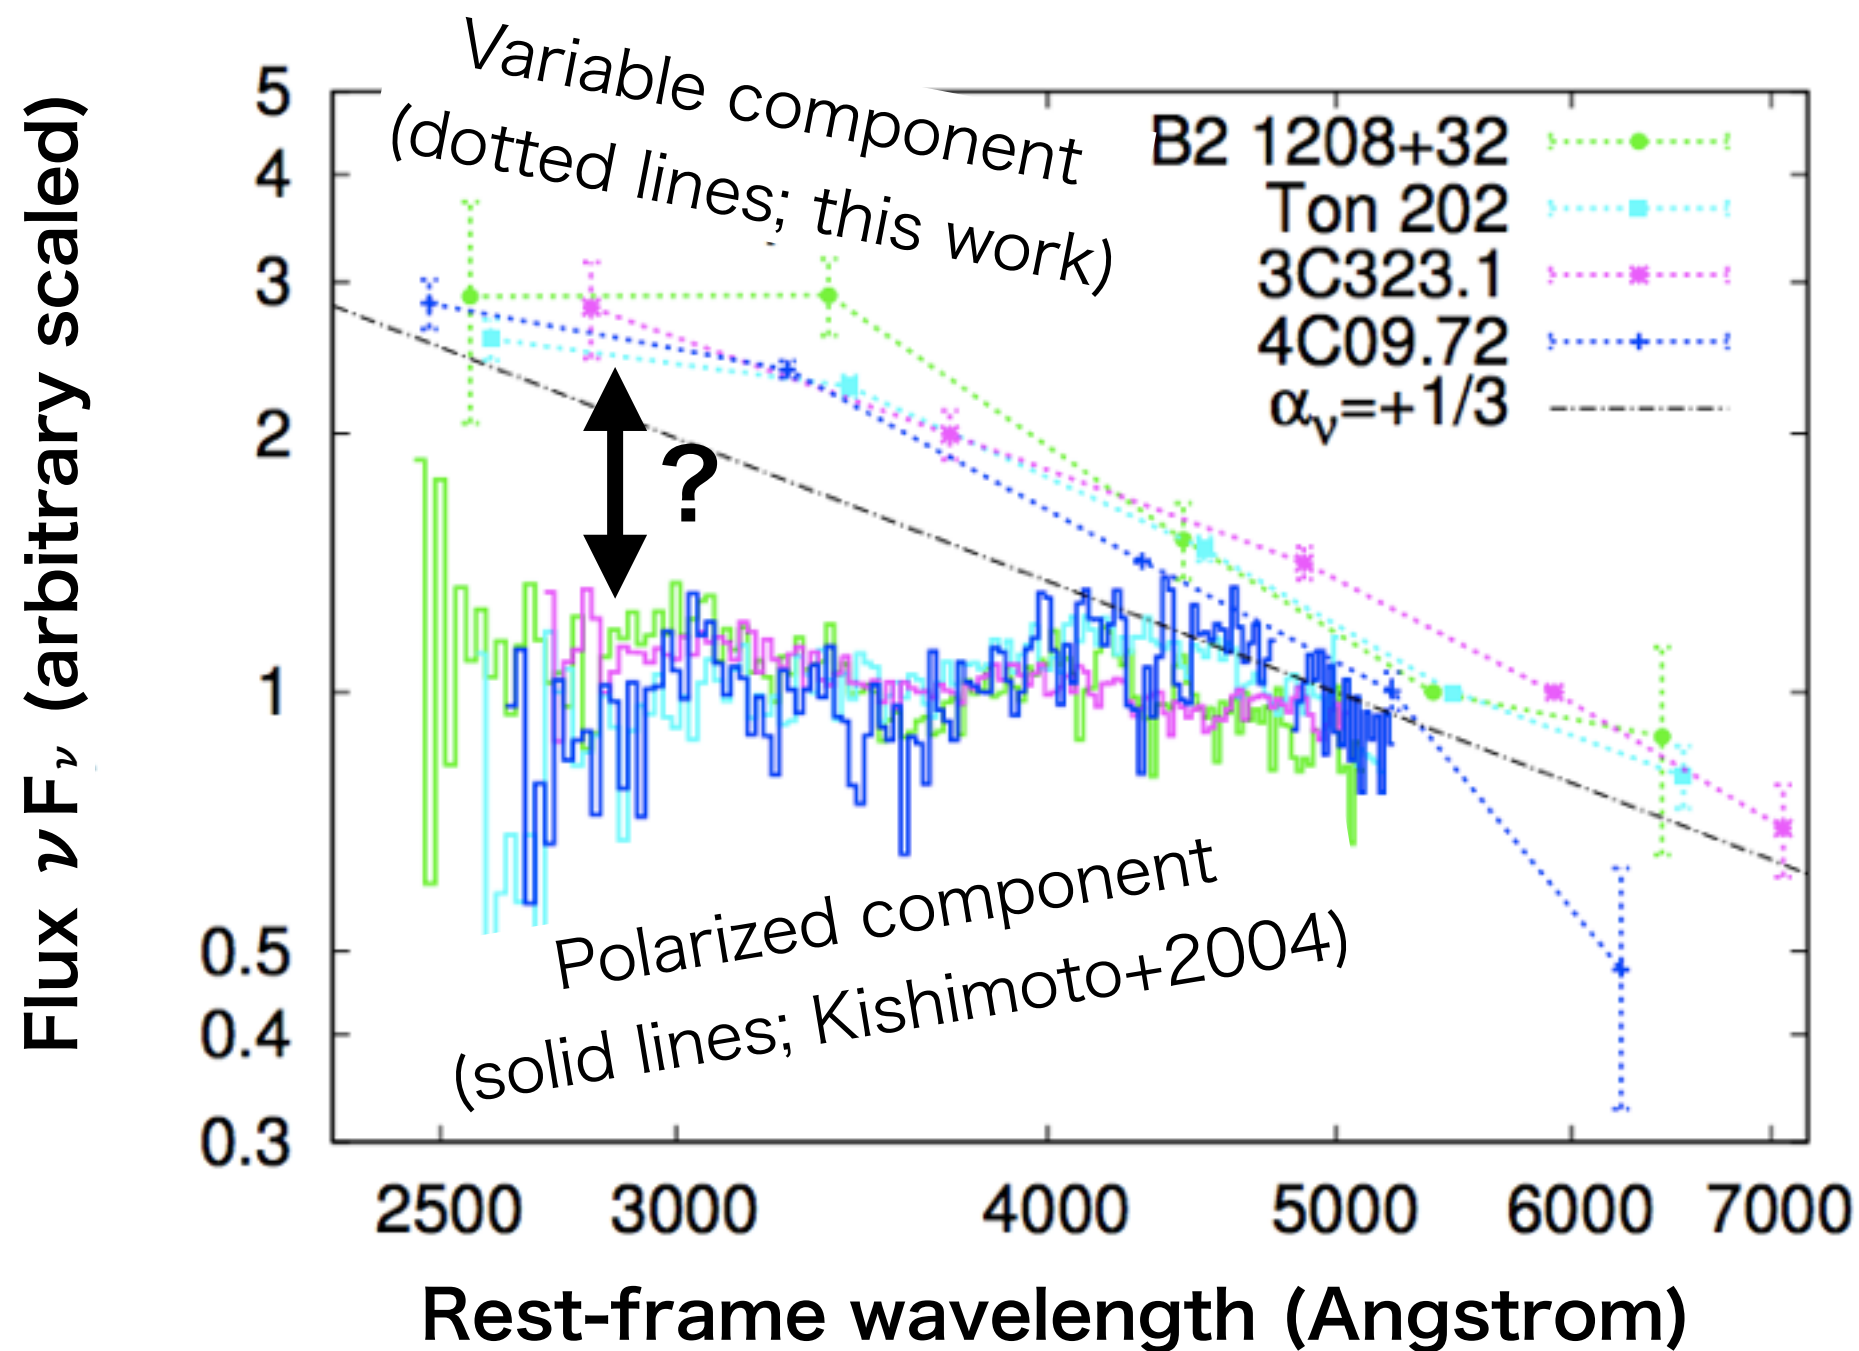 Variable component
(dotted lines; this work)
B2 1208+32
Ton 202
3C323.1
4C09.72
αν=+1/3
?
Polarized component
(solid lines; Kishimoto+2004)
Flux νFν (arbitrary scaled)
5
4
3
2
1
0.5
0.4
0.3
2500 3000 4000 5000 6000 7000
Rest-frame wavelength (Angstrom)